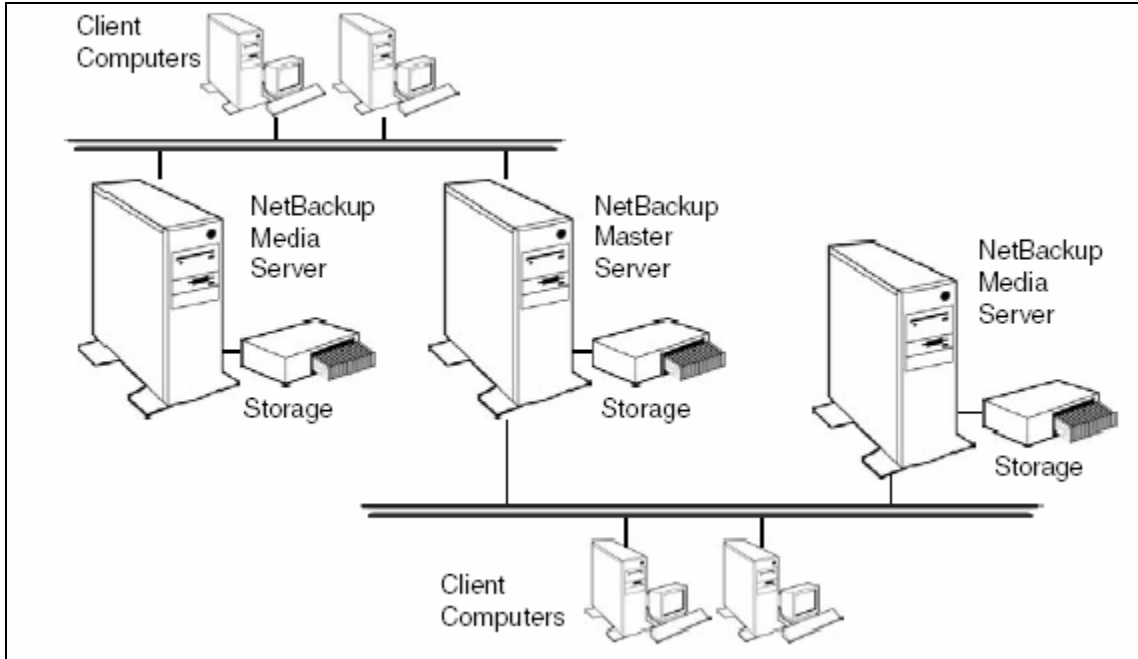 Client
Computers
NetBackup
Media
Server
Storage
NetBackup
Master
Server
Storage
NetBackup
Media
Server
Storage
Client
Computers